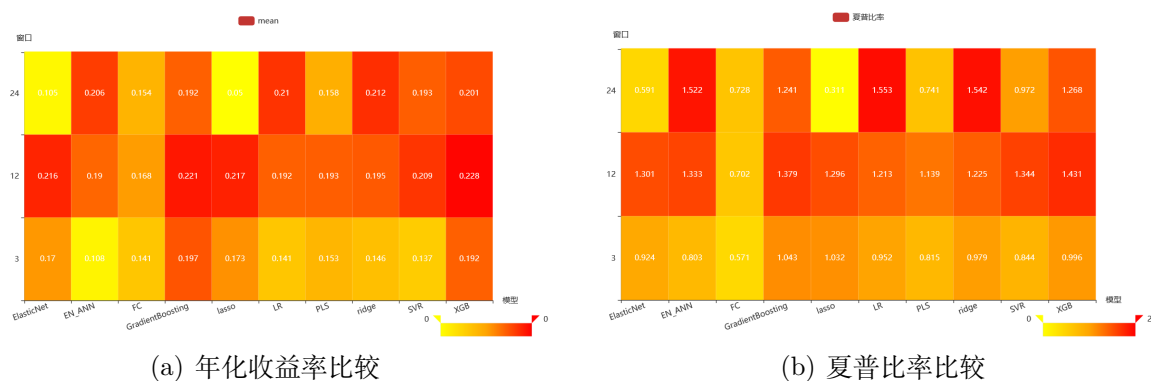 mean
窗口
24
0.206
0.154
0.192
0.21
0.158
0.212
0.193
0.201
12
0.216
0.19
0.168
0.221
0.217
0.192
0.193
0.195
0.209
0.228
3
0.17
0.141
0.197
0.173
0.141
0.153
0.146
0.137
0.192
模型
ElasticNet
EN_ANN
FC
GradientBoosting
lasso
LR
PLS
ridge
SVR
XGB
0
0
(a) 年化收益率比较
夏普比率
窗口
24
0.591
1.522
0.728
1.241
1.553
0.741
1.542
0.972
1.268
12
1.301
1.333
0.702
1.379
1.296
1.213
1.139
1.225
1.344
1.431
3
0.924
0.803
0.571
1.043
1.032
0.952
0.815
0.979
0.844
0.996
模型
ElasticNet
EN_ANN
FC
GradientBoosting
lasso
LR
PLS
ridge
SVR
XGB
0
2
(b) 夏普比率比较